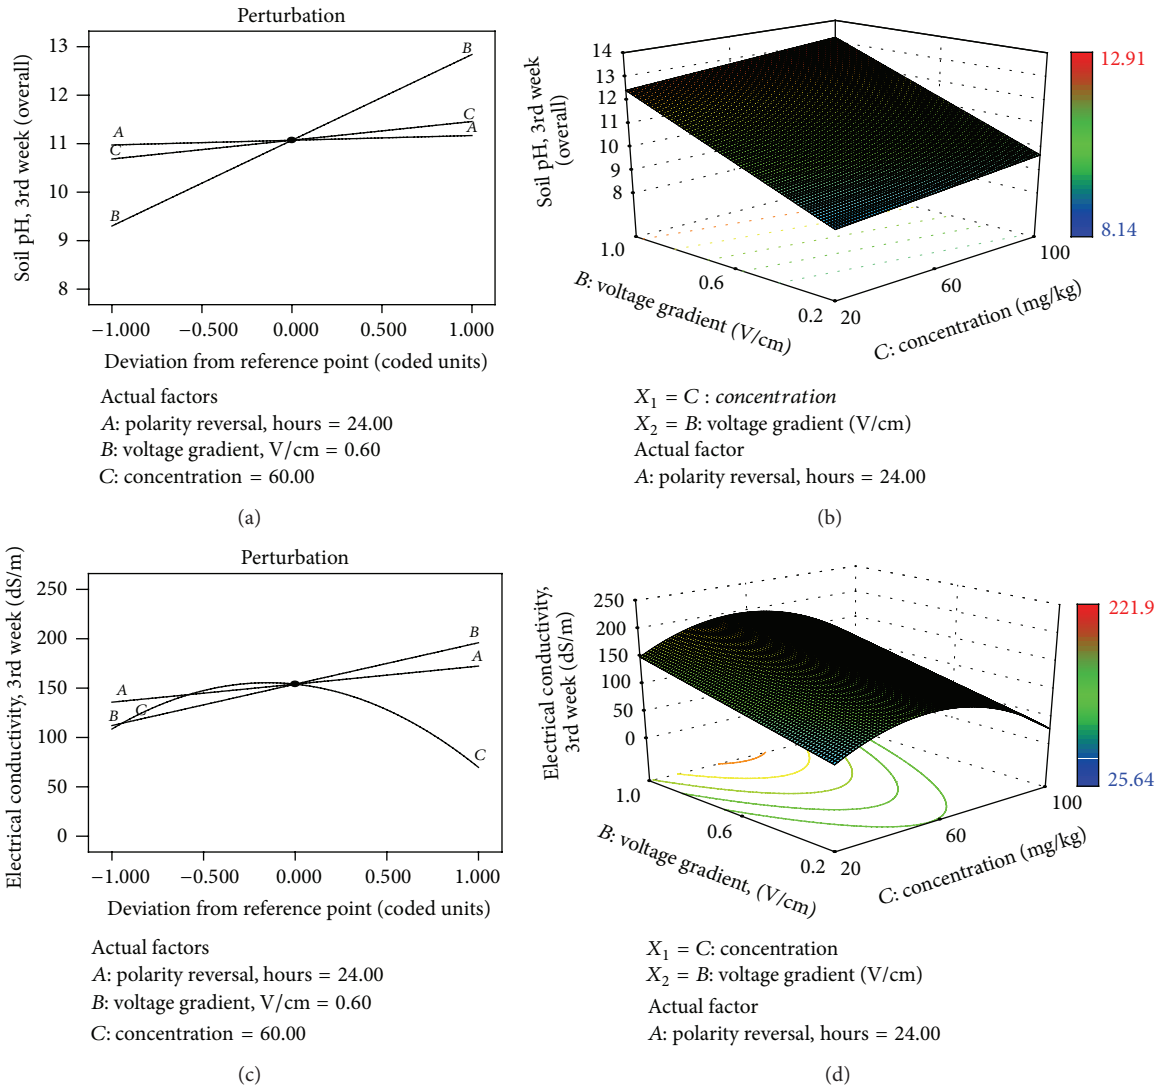 Perturbation
Soil pH, 3rd week (overall)
13
12
11
10
9
8
A
C
B
B
C
A
−1.000
−0.500
0.000
0.500
1.000
Deviation from reference point (coded units)
Actual factors
A: polarity reversal, hours = 24.00
B: voltage gradient, V/cm = 0.60
C: concentration = 60.00
(a)
Soil pH, 3rd week
(overall)
14
13
12
11
10
9
8
1.0
0.6
0.2
B: voltage gradient (V/cm)
20
60
100
C: concentration (mg/kg)
12.91
8.14
X1 = C : concentration
X2 = B: voltage gradient (V/cm)
Actual factor
A: polarity reversal, hours = 24.00
(b)
Perturbation
Electrical conductivity, 3rd week (dS/m)
250
200
150
100
50
0
A
B
C
B
A
C
−1.000
−0.500
0.000
0.500
1.000
Deviation from reference point (coded units)
Actual factors
A: polarity reversal, hours = 24.00
B: voltage gradient, V/cm = 0.60
C: concentration = 60.00
(c)
Electrical conductivity,
3rd week (dS/m)
250
200
150
100
50
0
1.0
0.6
0.2
B: voltage gradient, (V/cm)
20
60
100
C: concentration (mg/kg)
221.9
25.64
X1 = C: concentration
X2 = B: voltage gradient (V/cm)
Actual factor
A: polarity reversal, hours = 24.00
(d)